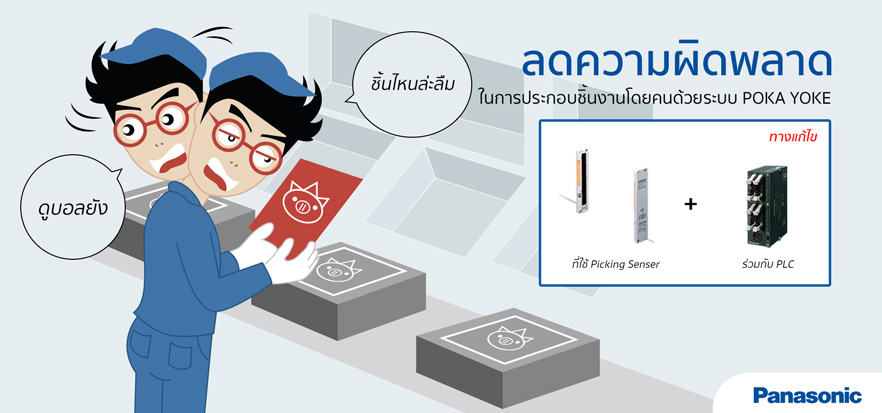 ลดความผิดพลาด
ในการประกอบชิ้นงานโดยคนด้วยระบบ POKA YOKE
ชิ้นไหนล่ะลืม
ดูบอลยัง
ทางแก้ไข
+
ที่ใช้ Picking Senser
ร่วมกับ PLC
Panasonic